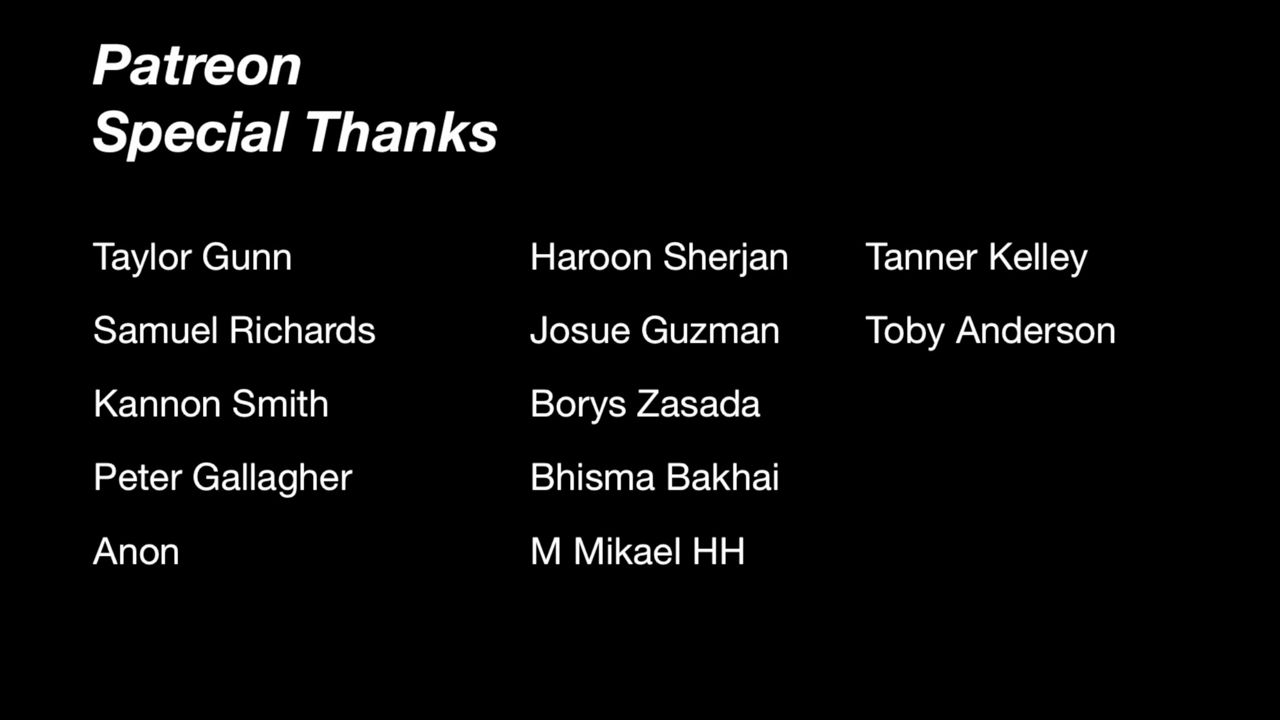 Patreon
Special Thanks
Taylor Gunn
Samuel Richards
Kannon Smith
Peter Gallagher
Anon
Haroon Sherjan
Josue Guzman
Borys Zasada
Bhisma Bakhai
M Mikael HH
Tanner Kelley
Toby Anderson